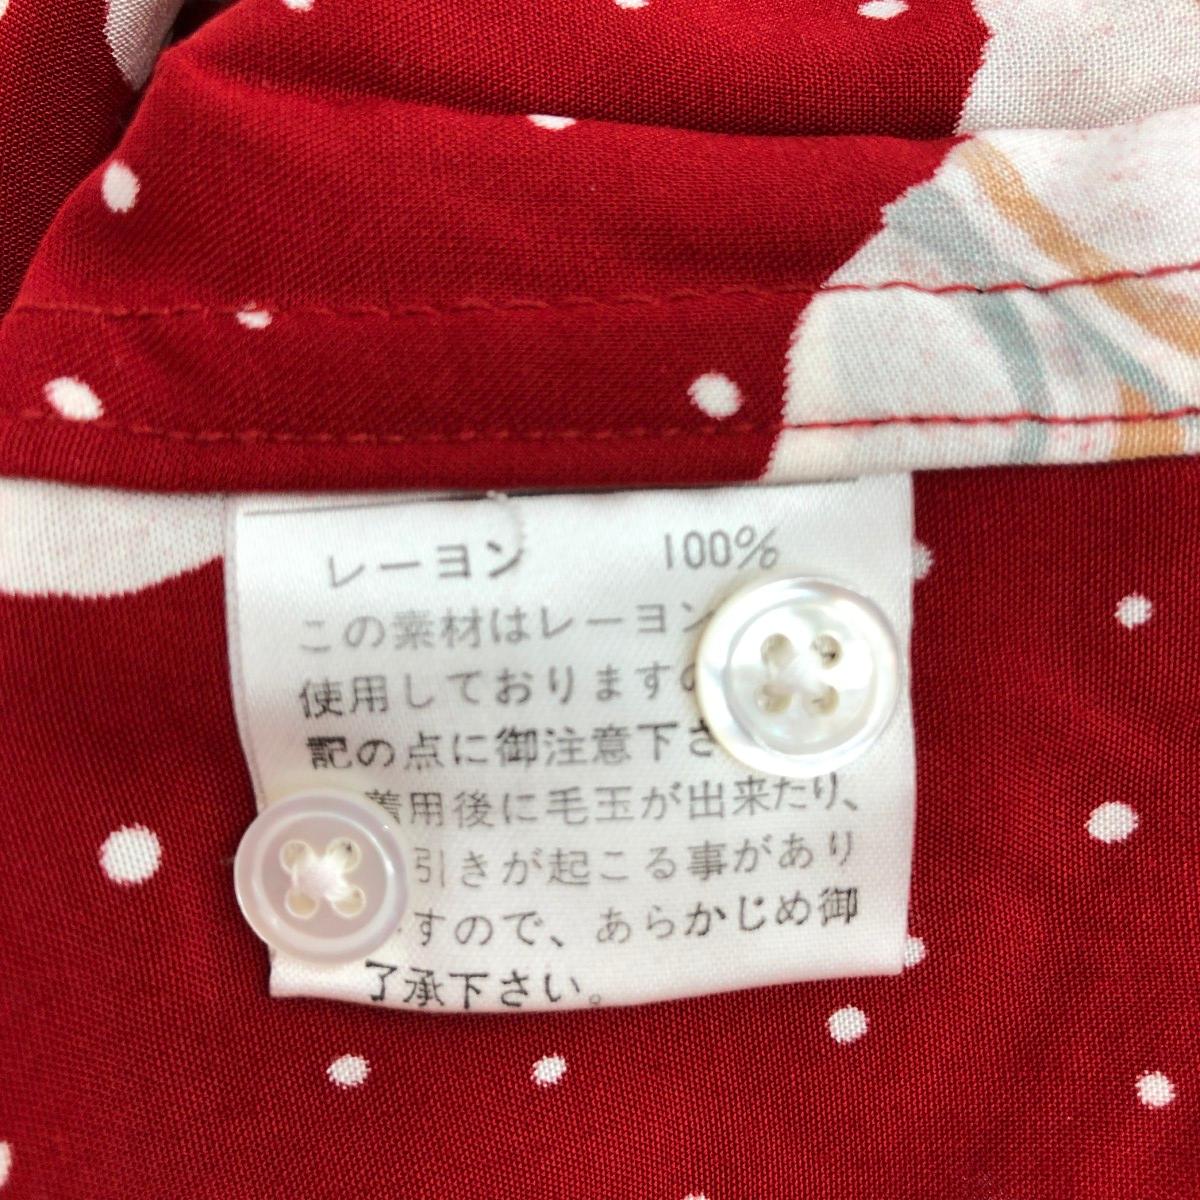 レーヨン 100%
この素材はレーヨン
使用しておりますの
記の点に御注意下さ
着用後に毛玉が出来たり、
引きが起こる事があり
すので、あらかじめ御
了承下さい。